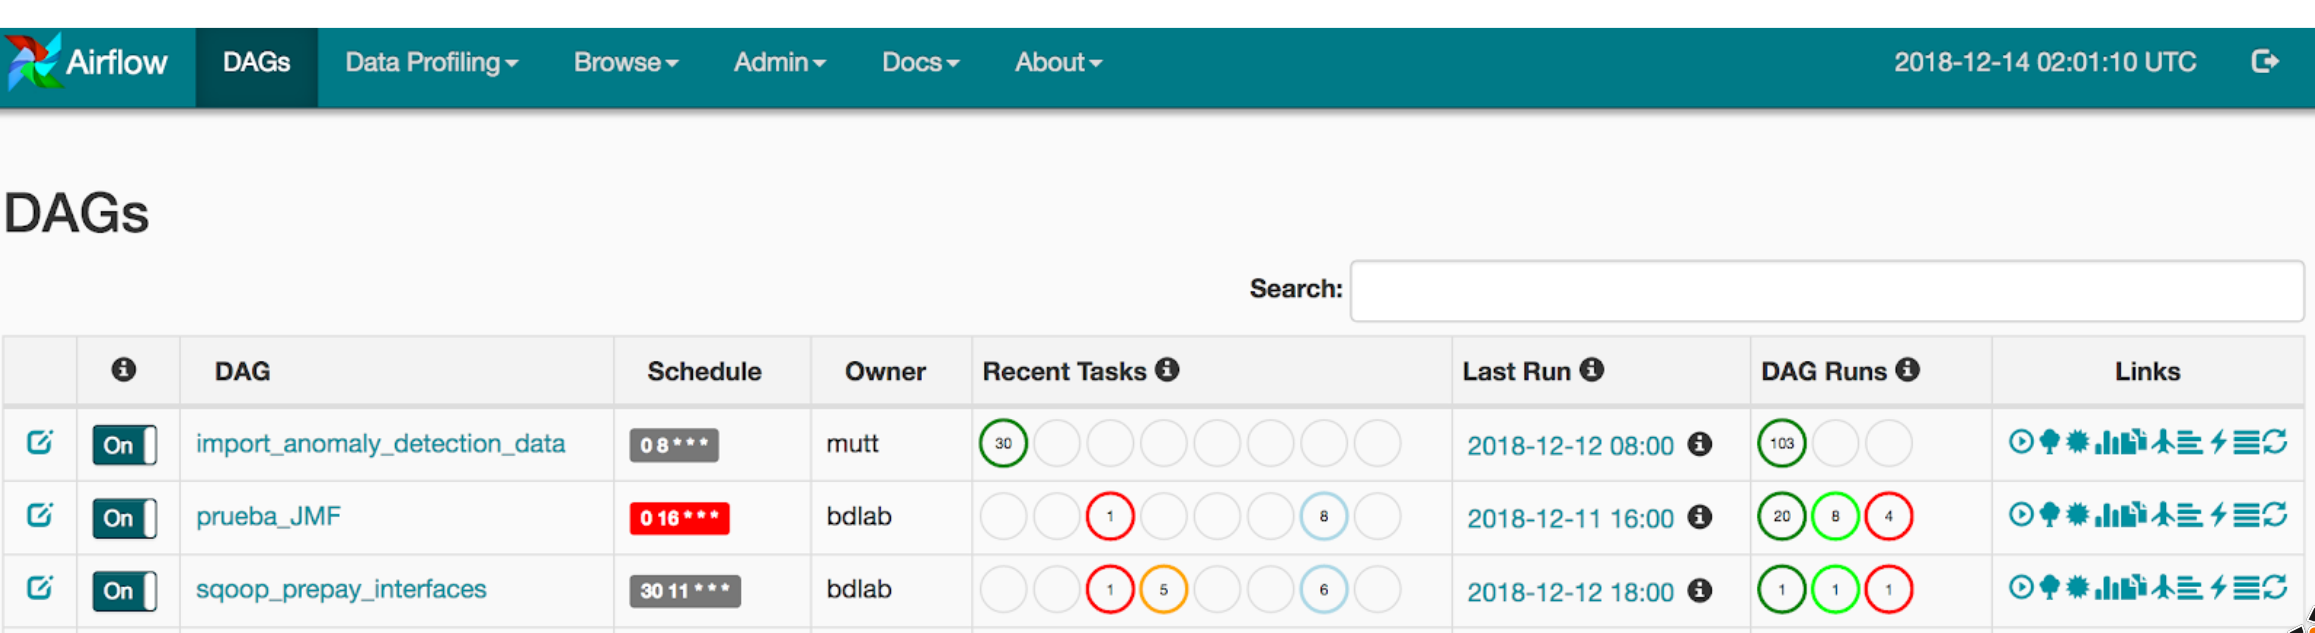 Airflow DAGs Data Profiling Browse Admin Docs About 2018-12-14 02:01:10 UTC
DAGs
Search:
DAG Schedule Owner Recent Tasks Last Run DAG Runs Links
On import_anomaly_detection_data 0 8 * * * mutt 30 2018-12-12 08:00 103
On prueba_JMF 0 16 * * * bdlab 1 8 2018-12-11 16:00 20 8 4
On sqoop_prepay_interfaces 30 11 * * * bdlab 1 5 6 2018-12-12 18:00 1 1 1